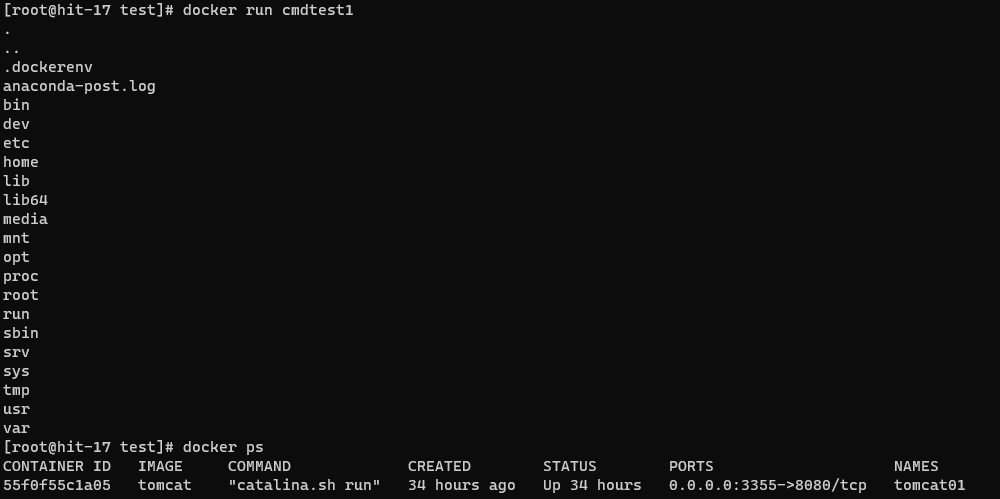 [root@hit-17 test]# docker run cmdtest1
.
..
.dockerenv
anaconda-post.log
bin
dev
etc
home
lib
lib64
media
mnt
opt
proc
root
run
sbin
srv
sys
tmp
usr
var
[root@hit-17 test]# docker ps
CONTAINER ID   IMAGE     COMMAND             CREATED        STATUS        PORTS                    NAMES
55f0f55c1a05   tomcat    "catalina.sh run"   34 hours ago   Up 34 hours   0.0.0.0:3355->8080/tcp   tomcat01